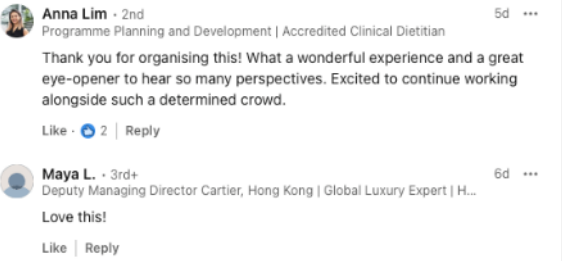 Anna Lim · 2nd 5d ···
Programme Planning and Development | Accredited Clinical Dietitian
Thank you for organising this! What a wonderful experience and a great
eye-opener to hear so many perspectives. Excited to continue working
alongside such a determined crowd.
Like · 2 | Reply
Maya L. · 3rd+ 6d ···
Deputy Managing Director Cartier, Hong Kong | Global Luxury Expert | H...
Love this!
Like | Reply